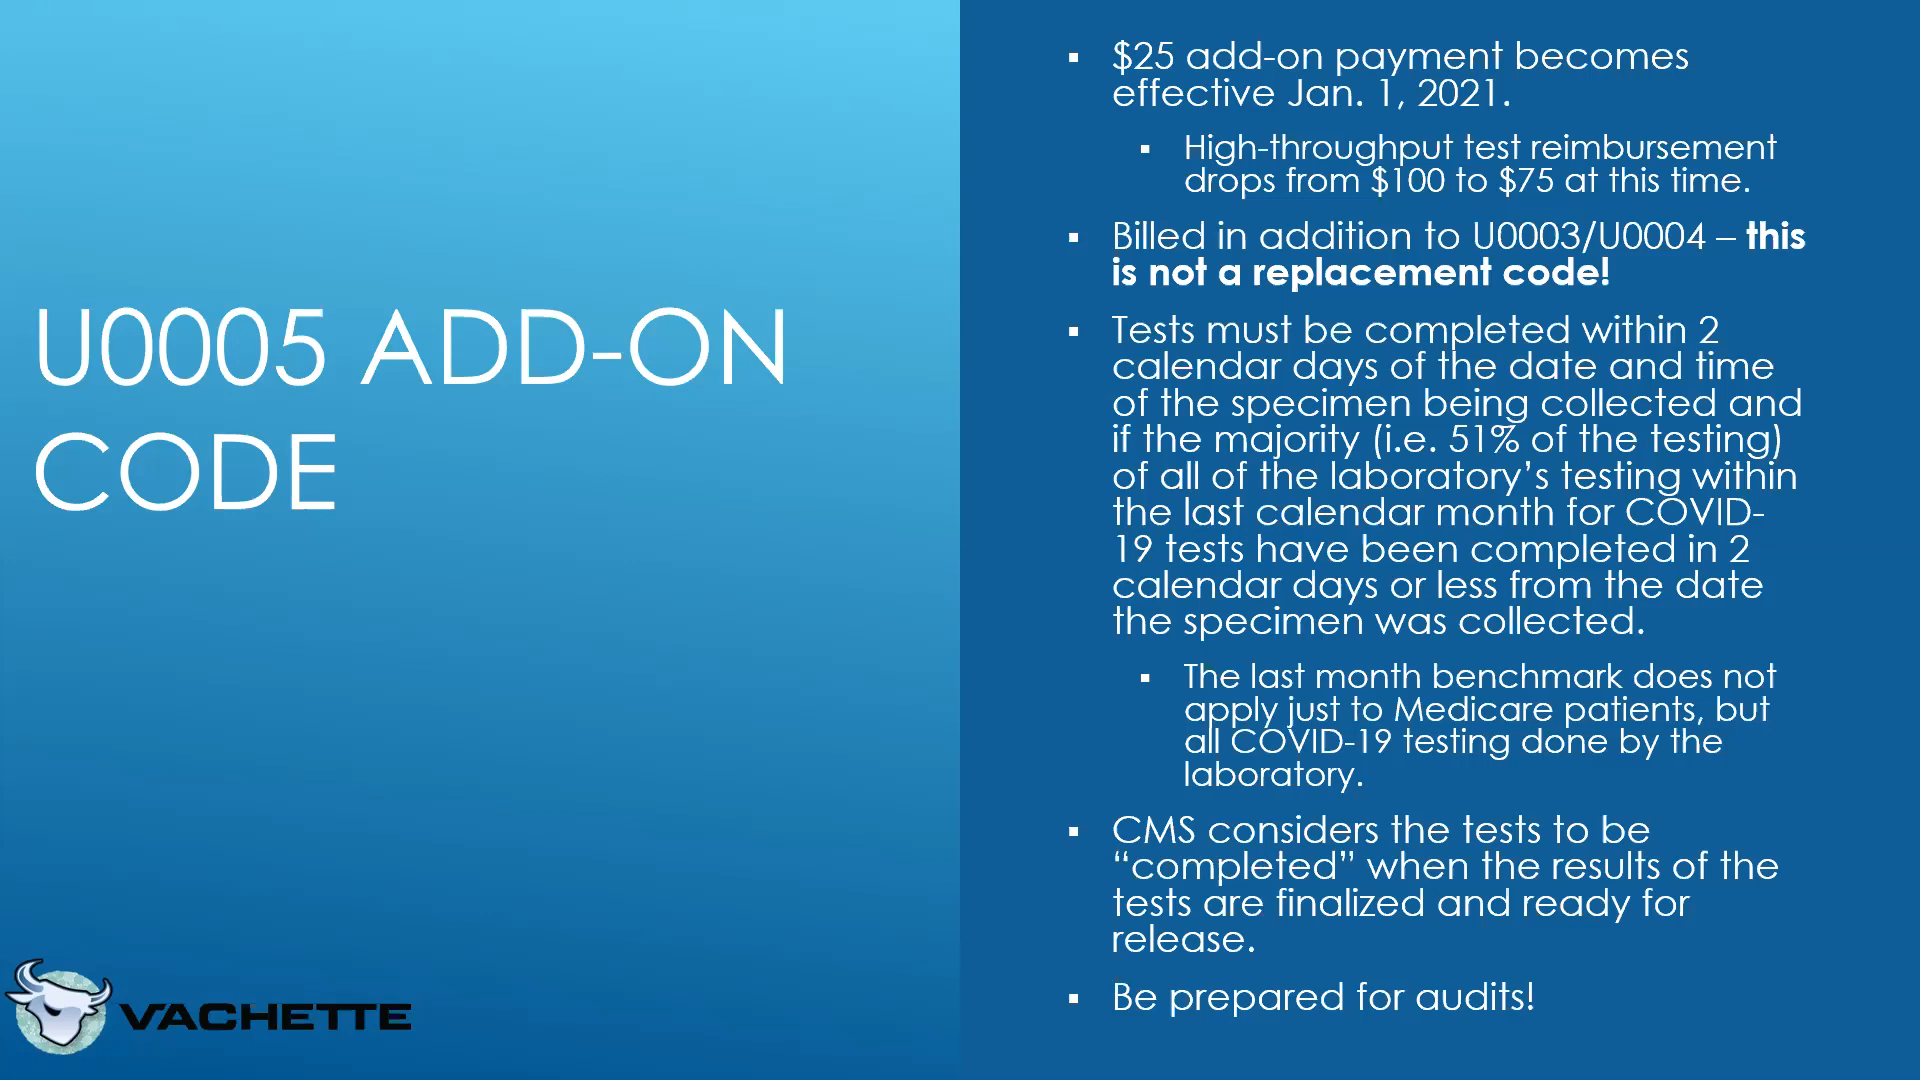 U0005 ADD-ON
CODE
VACHETTE
▪ $25 add-on payment becomes
effective Jan. 1, 2021.
▪ High-throughput test reimbursement
drops from $100 to $75 at this time.
▪ Billed in addition to U0003/U0004 – this
is not a replacement code!
▪ Tests must be completed within 2
calendar days of the date and time
of the specimen being collected and
if the majority (i.e. 51% of the testing)
of all of the laboratory’s testing within
the last calendar month for COVID-
19 tests have been completed in 2
calendar days or less from the date
the specimen was collected.
▪ The last month benchmark does not
apply just to Medicare patients, but
all COVID-19 testing done by the
laboratory.
▪ CMS considers the tests to be
“completed” when the results of the
tests are finalized and ready for
release.
▪ Be prepared for audits!